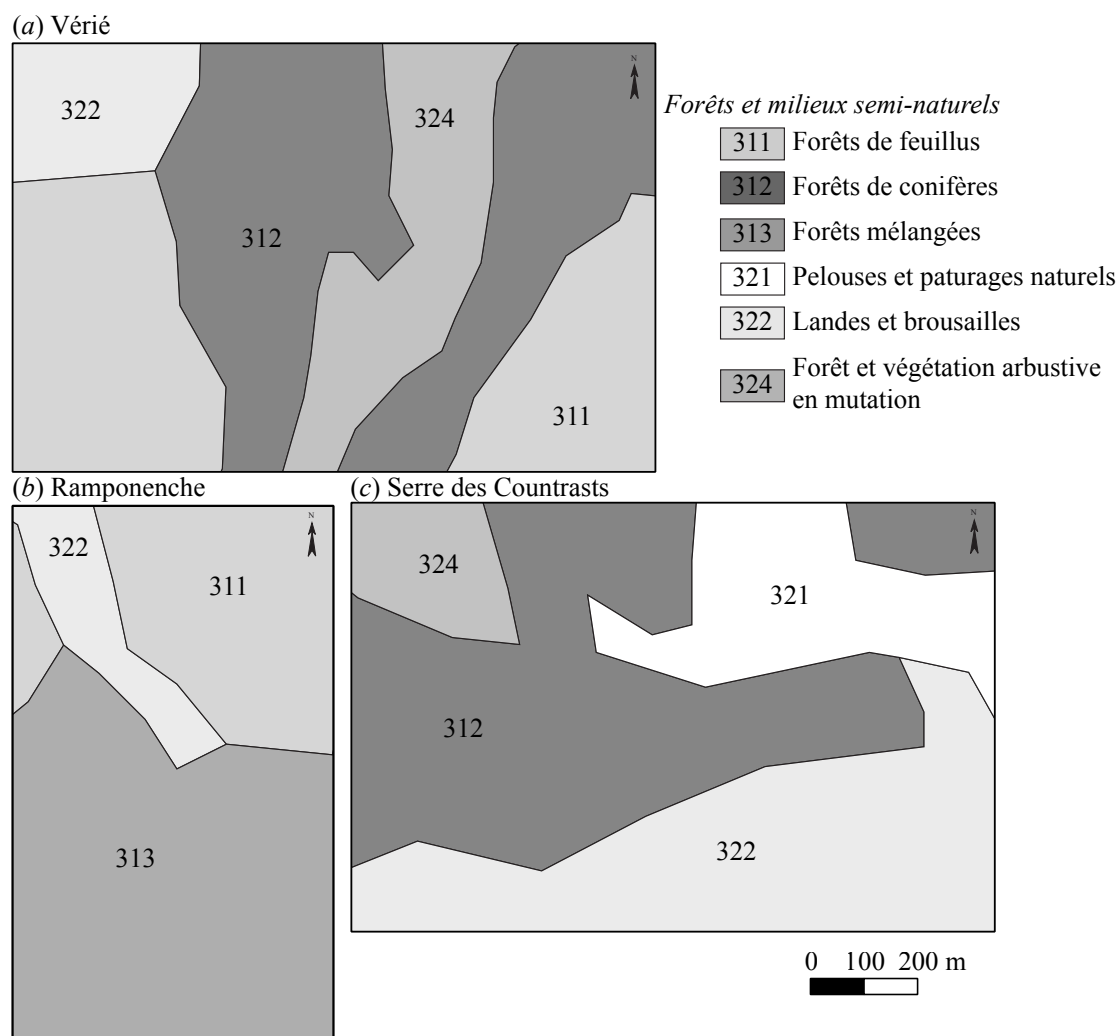 (a) Vérié
N
322
324
312
311
Forêts et milieux semi-naturels
311 Forêts de feuillus
312 Forêts de conifères
313 Forêts mélangées
321 Pelouses et paturages naturels
322 Landes et brousailles
324 Forêt et végétation arbustive
en mutation
(b) Ramponenche
N
322
311
313
(c) Serre des Countrasts
N
324
321
312
322
0 100 200 m